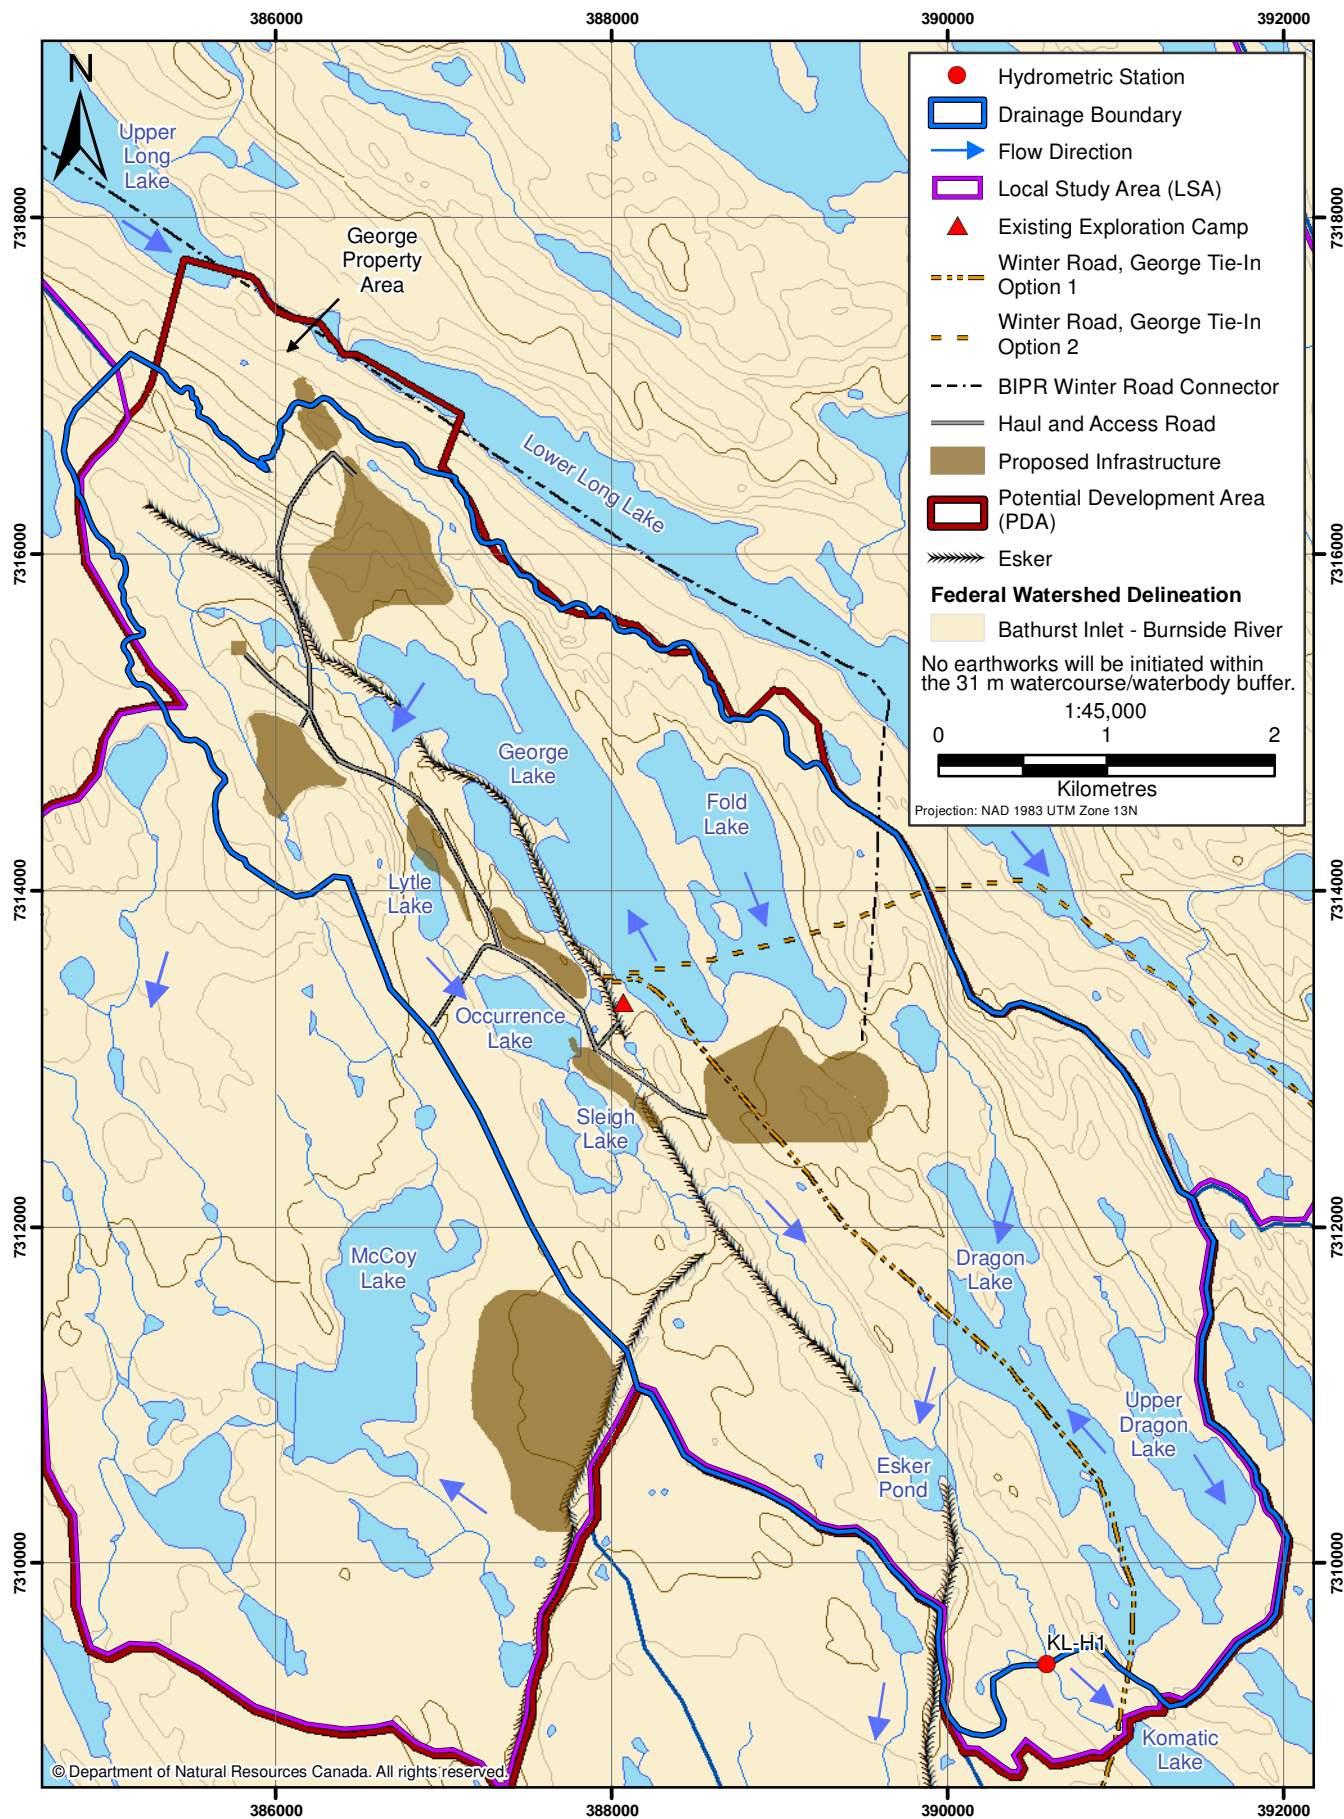 386000
388000
390000
392000
N
Upper
Long
Lake
George
Property
Area
7318000
7318000
Hydrometric Station
Drainage Boundary
Flow Direction
Local Study Area (LSA)
Existing Exploration Camp
Winter Road, George Tie-In
Option 1
Winter Road, George Tie-In
Option 2
BIPR Winter Road Connector
Haul and Access Road
Proposed Infrastructure
Potential Development Area
(PDA)
Esker
Federal Watershed Delineation
Bathurst Inlet - Burnside River
No earthworks will be initiated within
the 31 m watercourse/waterbody buffer.
1:45,000
0 1 2
Kilometres
Projection: NAD 1983 UTM Zone 13N
Lower Long Lake
7316000
7316000
George
Lake
Fold
Lake
Lytle
Lake
7314000
7314000
Occurrence
Lake
Sleigh
Lake
7312000
7312000
McCoy
Lake
Dragon
Lake
Upper
Dragon
Lake
Esker
Pond
7310000
7310000
KL-H1
Komatic
Lake
© Department of Natural Resources Canada. All rights reserved.
386000
388000
390000
392000